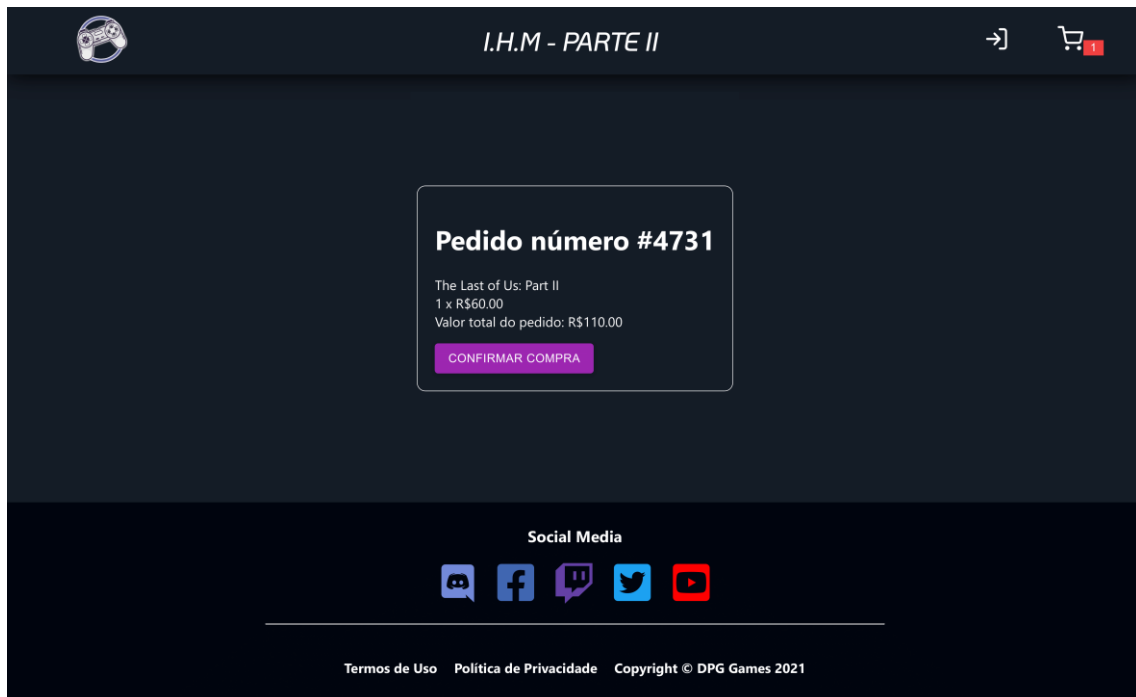 I.H.M - PARTE II
1
Pedido número #4731
The Last of Us: Part II
1 x R$60.00
Valor total do pedido: R$110.00
CONFIRMAR COMPRA
Social Media
Termos de Uso Política de Privacidade Copyright © DPG Games 2021